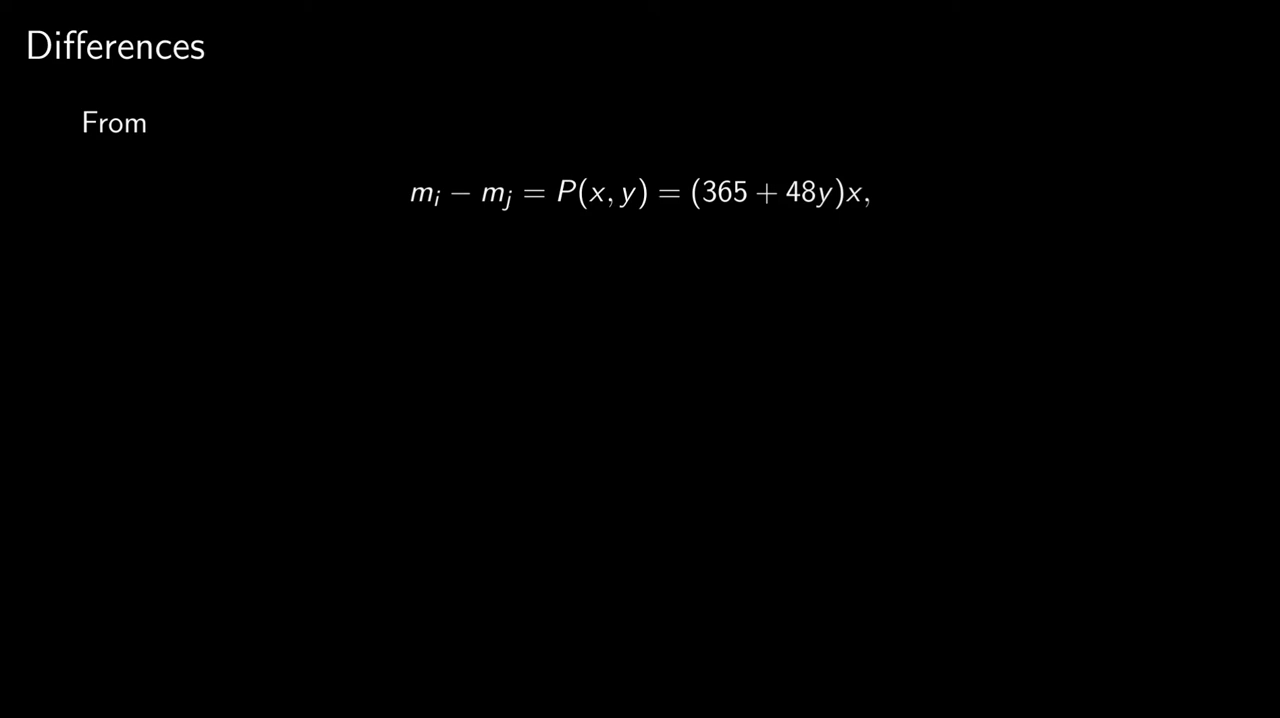 Differences
From
mᵢ − mⱼ = P(x, y) = (365 + 48y)x,